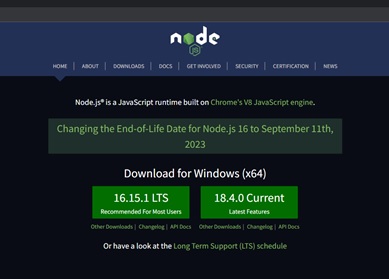 node
JS
HOME | ABOUT | DOWNLOADS | DOCS | GET INVOLVED | SECURITY | CERTIFICATION | NEWS
Node.js® is a JavaScript runtime built on Chrome's V8 JavaScript engine.
Changing the End-of-Life Date for Node.js 16 to September 11th,
2023
Download for Windows (x64)
16.15.1 LTS
Recommended For Most Users
18.4.0 Current
Latest Features
Other Downloads | Changelog | API Docs
Other Downloads | Changelog | API Docs
Or have a look at the Long Term Support (LTS) schedule